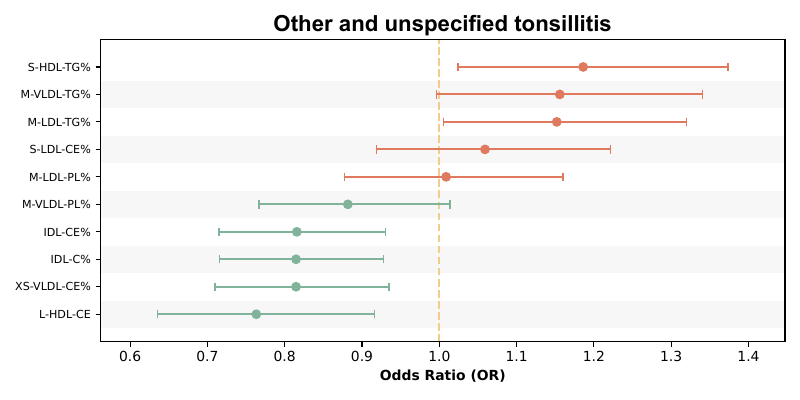 Other and unspecified tonsillitis
S-HDL-TG%
M-VLDL-TG%
M-LDL-TG%
S-LDL-CE%
M-LDL-PL%
M-VLDL-PL%
IDL-CE%
IDL-C%
XS-VLDL-CE%
L-HDL-CE
0.6 0.7 0.8 0.9 1.0 1.1 1.2 1.3 1.4
Odds Ratio (OR)